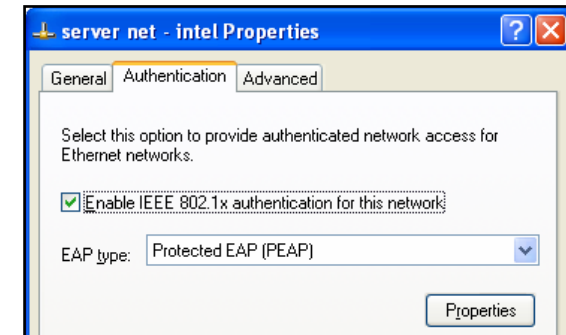 server net - intel Properties
General Authentication Advanced
Select this option to provide authenticated network access for
Ethernet networks.
Enable IEEE 802.1x authentication for this network
EAP type: Protected EAP (PEAP)
Properties